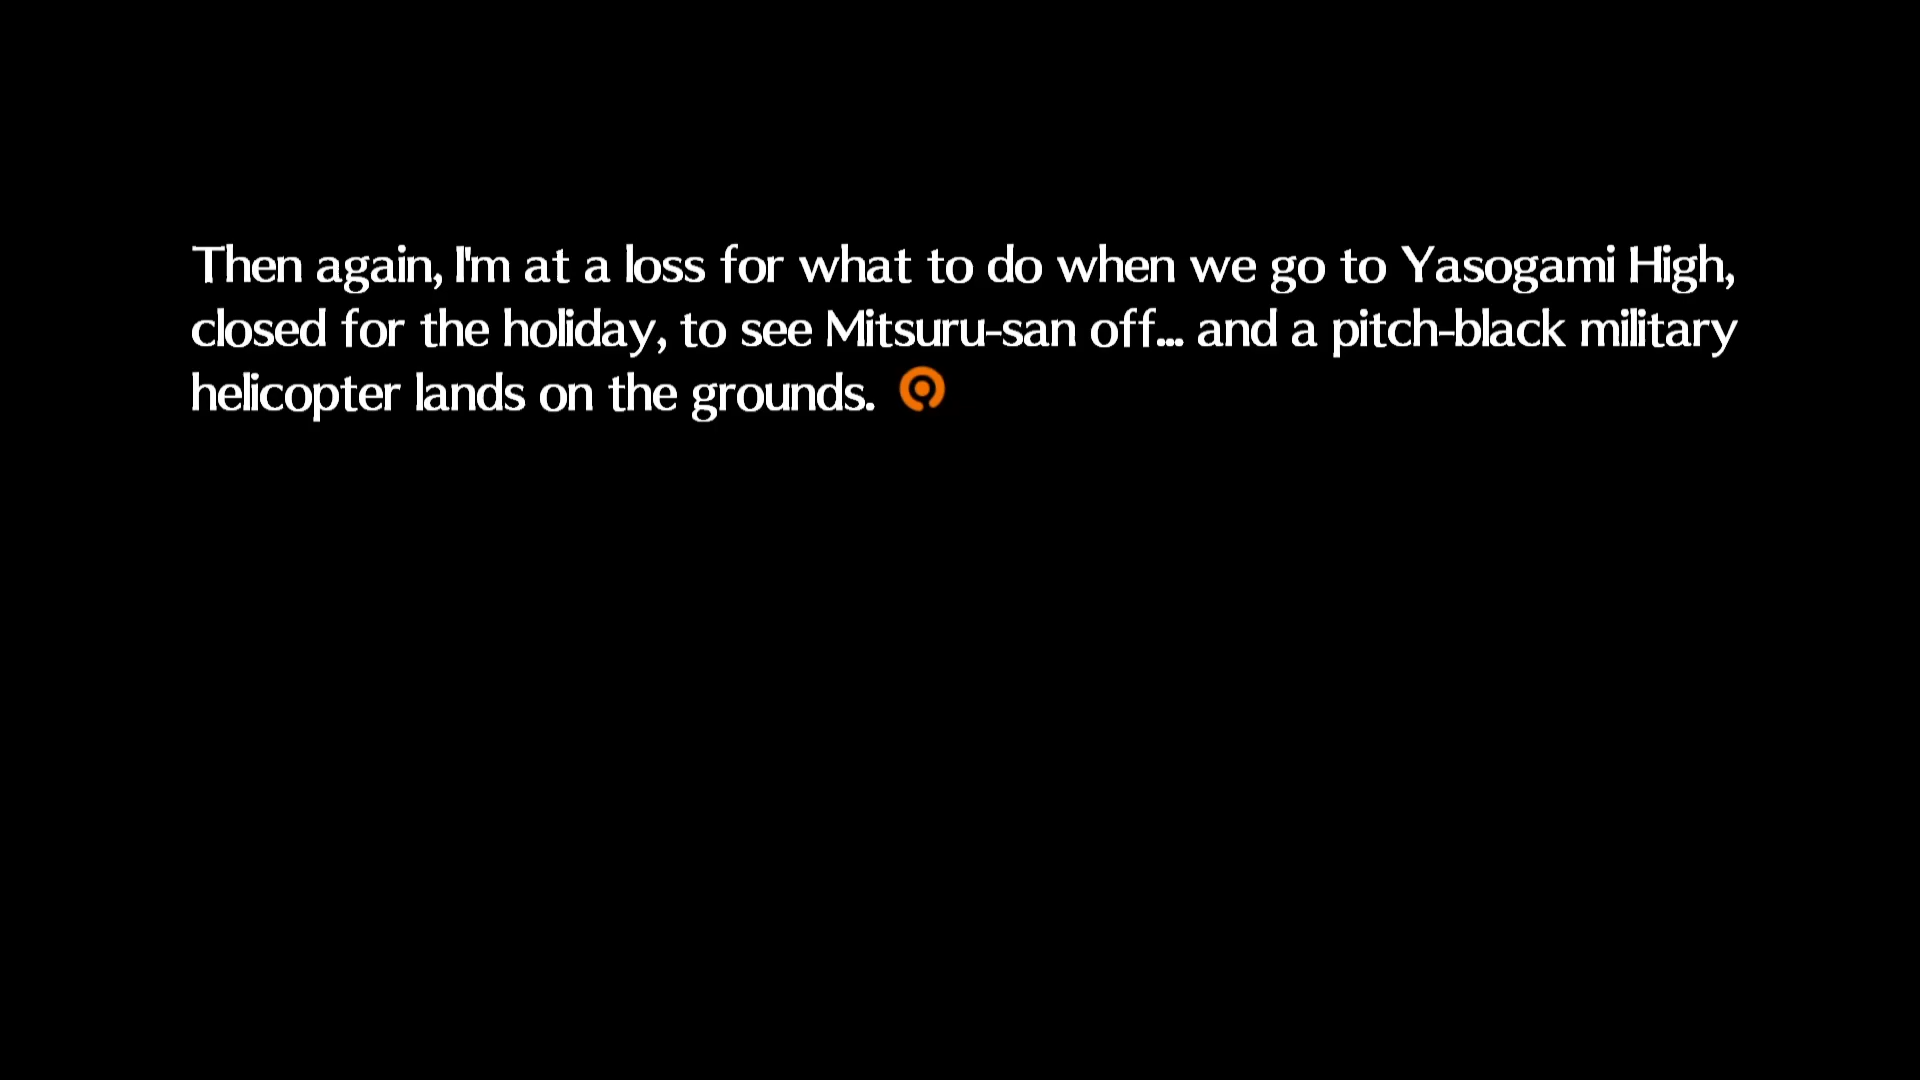 Then again, I'm at a loss for what to do when we go to Yasogami High,
closed for the holiday, to see Mitsuru-san off... and a pitch-black military
helicopter lands on the grounds.